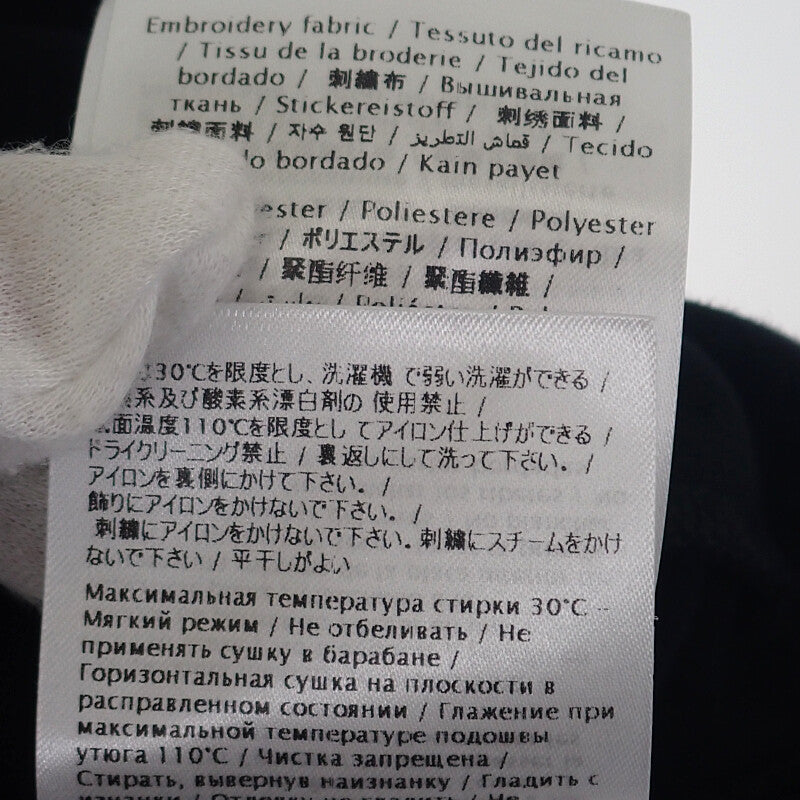 Embroidery fabric / Tessuto del ricamo
/ Tissu de la broderie / Tejido del
bordado / 刺繍布 / Вышивальная
ткань / Stickereistoff / 刺绣面料 /
刺繡面料 / 자수 원단 / قماش التطريز / Tecido
bordado / Kain payet
/ Poliestere / Polyester
/ ポリエステル / Полиэфир /
/ 聚酯纤维 / 聚酯纖維 /
30℃を限度とし、洗濯機 で弱い洗濯ができる /
素系及び酸素系漂白剤の 使用禁止 /
面温度110℃を限度とし てアイロン仕上げができる /
ドライクリーニング禁止 / 裏返しにして洗って下さい。 /
アイロンを裏側にかけて下さい。 /
飾りにアイロンをかけないで下さい。 /
刺繍にアイロンをかけないで下さい。刺繍にスチームをかけ
ないで下さい / 平干しがよい
Максимальная температура стирки 30°C –
Мягкий режим / Не отбеливать / Не
применять сушку в барабане /
Горизонтальная сушка на плоскости в
расправленном состоянии / Глажение при
максимальной температуре подошвы
утюга 110°C / Чистка запрещена /
Стирать, вывернув наизнанку / Гладить с